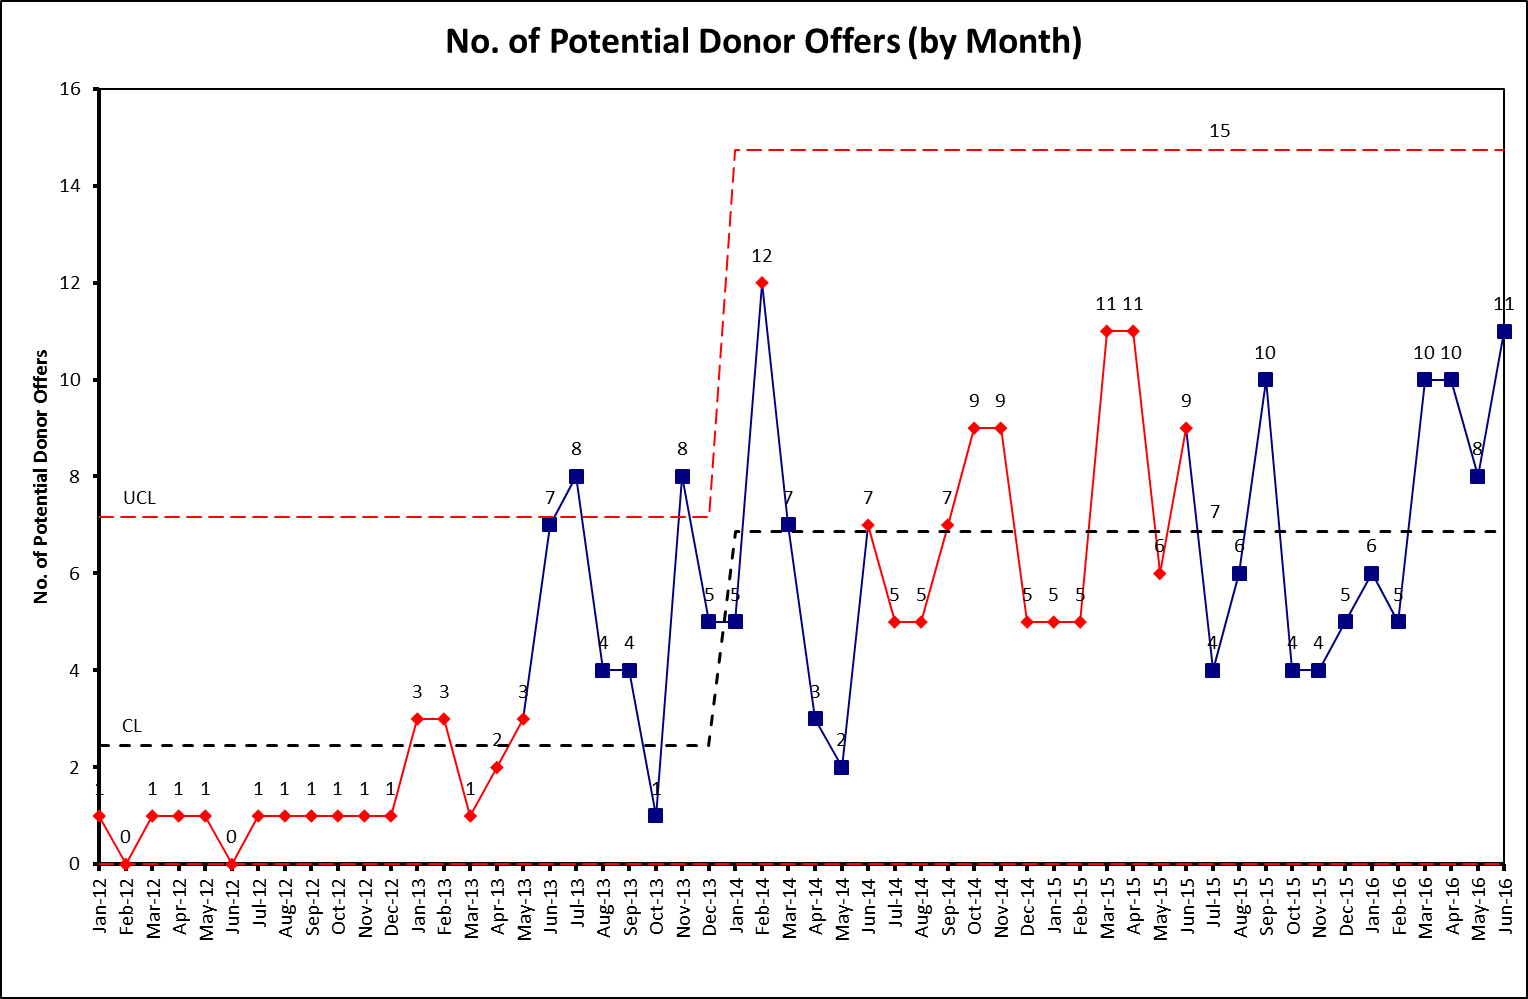 No. of Potential Donor Offers (by Month)
No. of Potential Donor Offers
16
14
12
10
8
6
4
2
0
UCL
CL
15
7
1
0
1
1
1
0
1
1
1
1
1
1
3
3
1
2
3
7
8
4
4
1
8
5
5
12
7
3
2
7
5
5
7
9
9
5
5
5
11
11
6
9
4
6
10
4
4
5
6
5
10
10
8
11
Jan-12
Feb-12
Mar-12
Apr-12
May-12
Jun-12
Jul-12
Aug-12
Sep-12
Oct-12
Nov-12
Dec-12
Jan-13
Feb-13
Mar-13
Apr-13
May-13
Jun-13
Jul-13
Aug-13
Sep-13
Oct-13
Nov-13
Dec-13
Jan-14
Feb-14
Mar-14
Apr-14
May-14
Jun-14
Jul-14
Aug-14
Sep-14
Oct-14
Nov-14
Dec-14
Jan-15
Feb-15
Mar-15
Apr-15
May-15
Jun-15
Jul-15
Aug-15
Sep-15
Oct-15
Nov-15
Dec-15
Jan-16
Feb-16
Mar-16
Apr-16
May-16
Jun-16